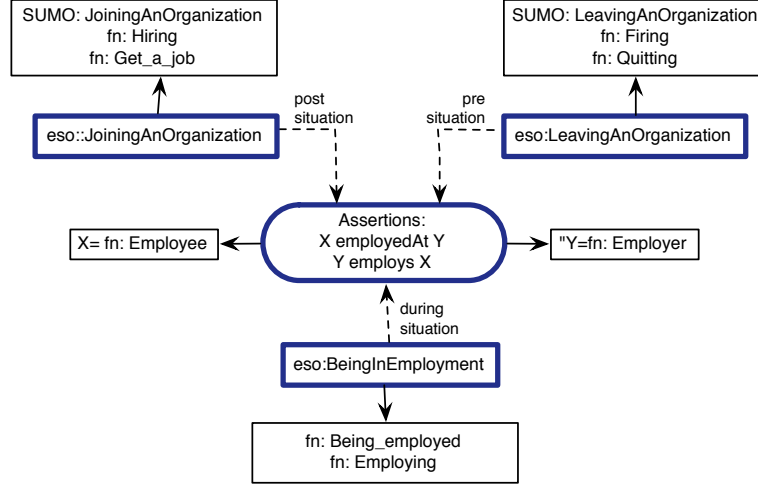 SUMO: JoiningAnOrganization
fn: Hiring
fn: Get_a_job
SUMO: LeavingAnOrganization
fn: Firing
fn: Quitting
eso::JoiningAnOrganization
post
situation
pre
situation
eso:LeavingAnOrganization
Assertions:
X employedAt Y
Y employs X
X= fn: Employee
"Y=fn: Employer
during
situation
eso:BeingInEmployment
fn: Being_employed
fn: Employing